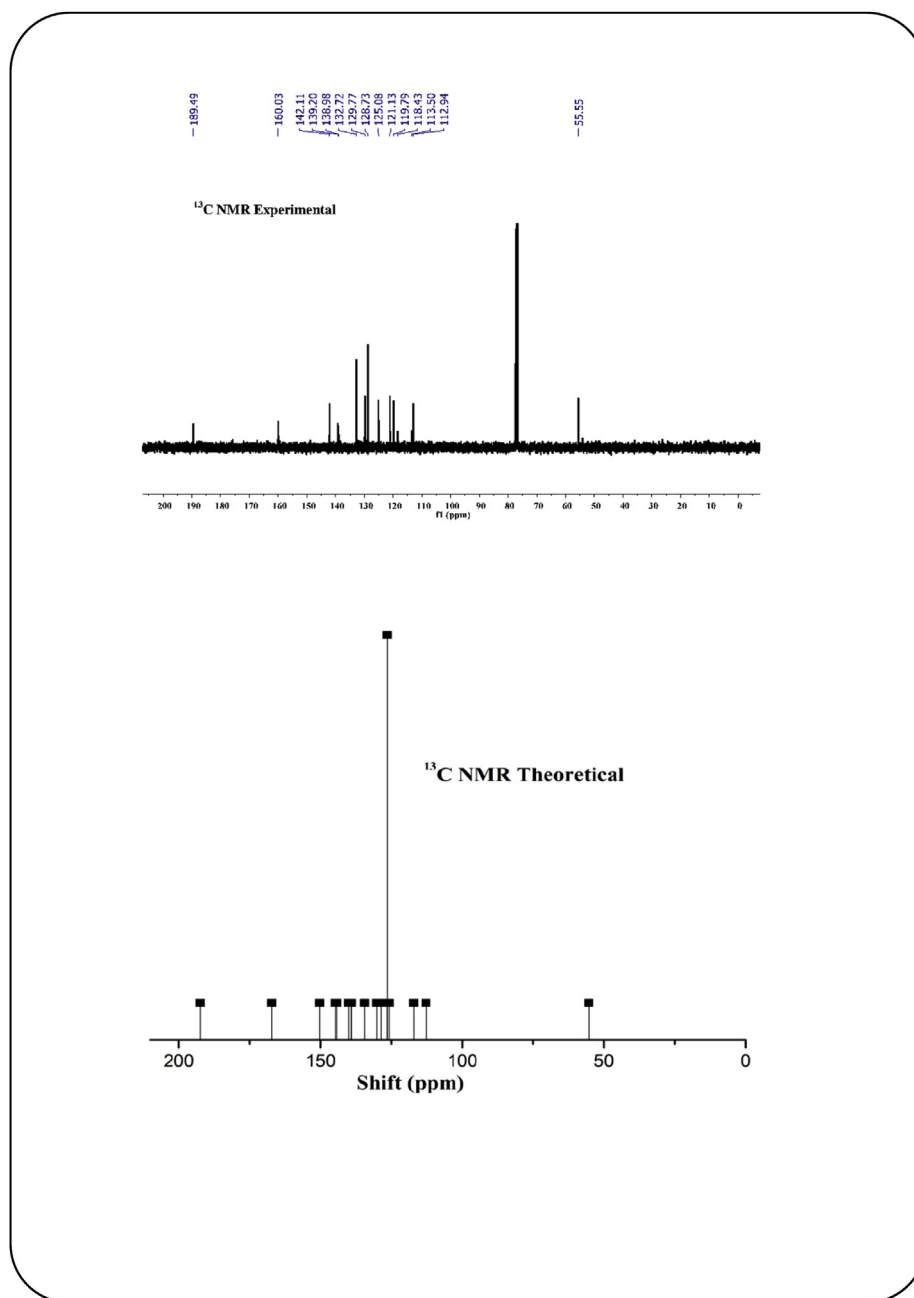 189.49
160.03
142.11
139.20
138.98
132.72
129.77
128.73
125.08
121.13
119.79
118.43
113.50
112.94
55.55
¹³C NMR Experimental
200 190 180 170 160 150 140 130 120 110 100 90 80 70 60 50 40 30 20 10 0
f1 (ppm)
¹³C NMR Theoretical
200 150 100 50 0
Shift (ppm)